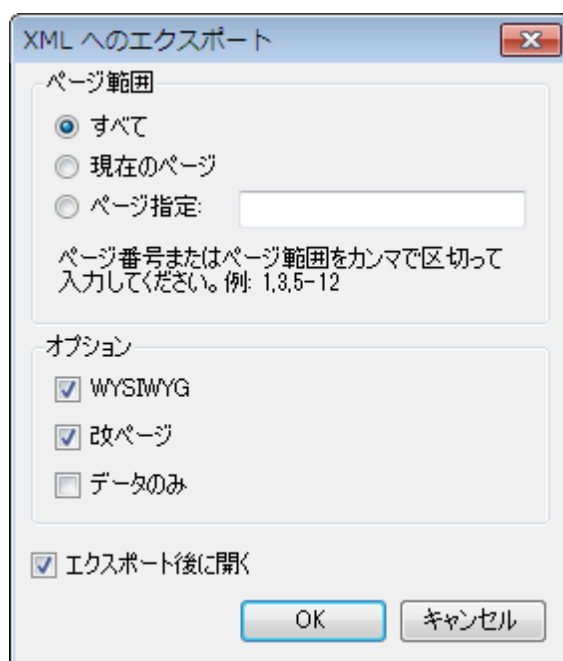 XML へのエクスポート
ページ範囲
すべて
現在のページ
ページ指定:
ページ番号またはページ範囲をカンマで区切って
入力してください。例: 1,3,5-12
オプション
WYSIWYG
改ページ
データのみ
エクスポート後に開く
OK キャンセル